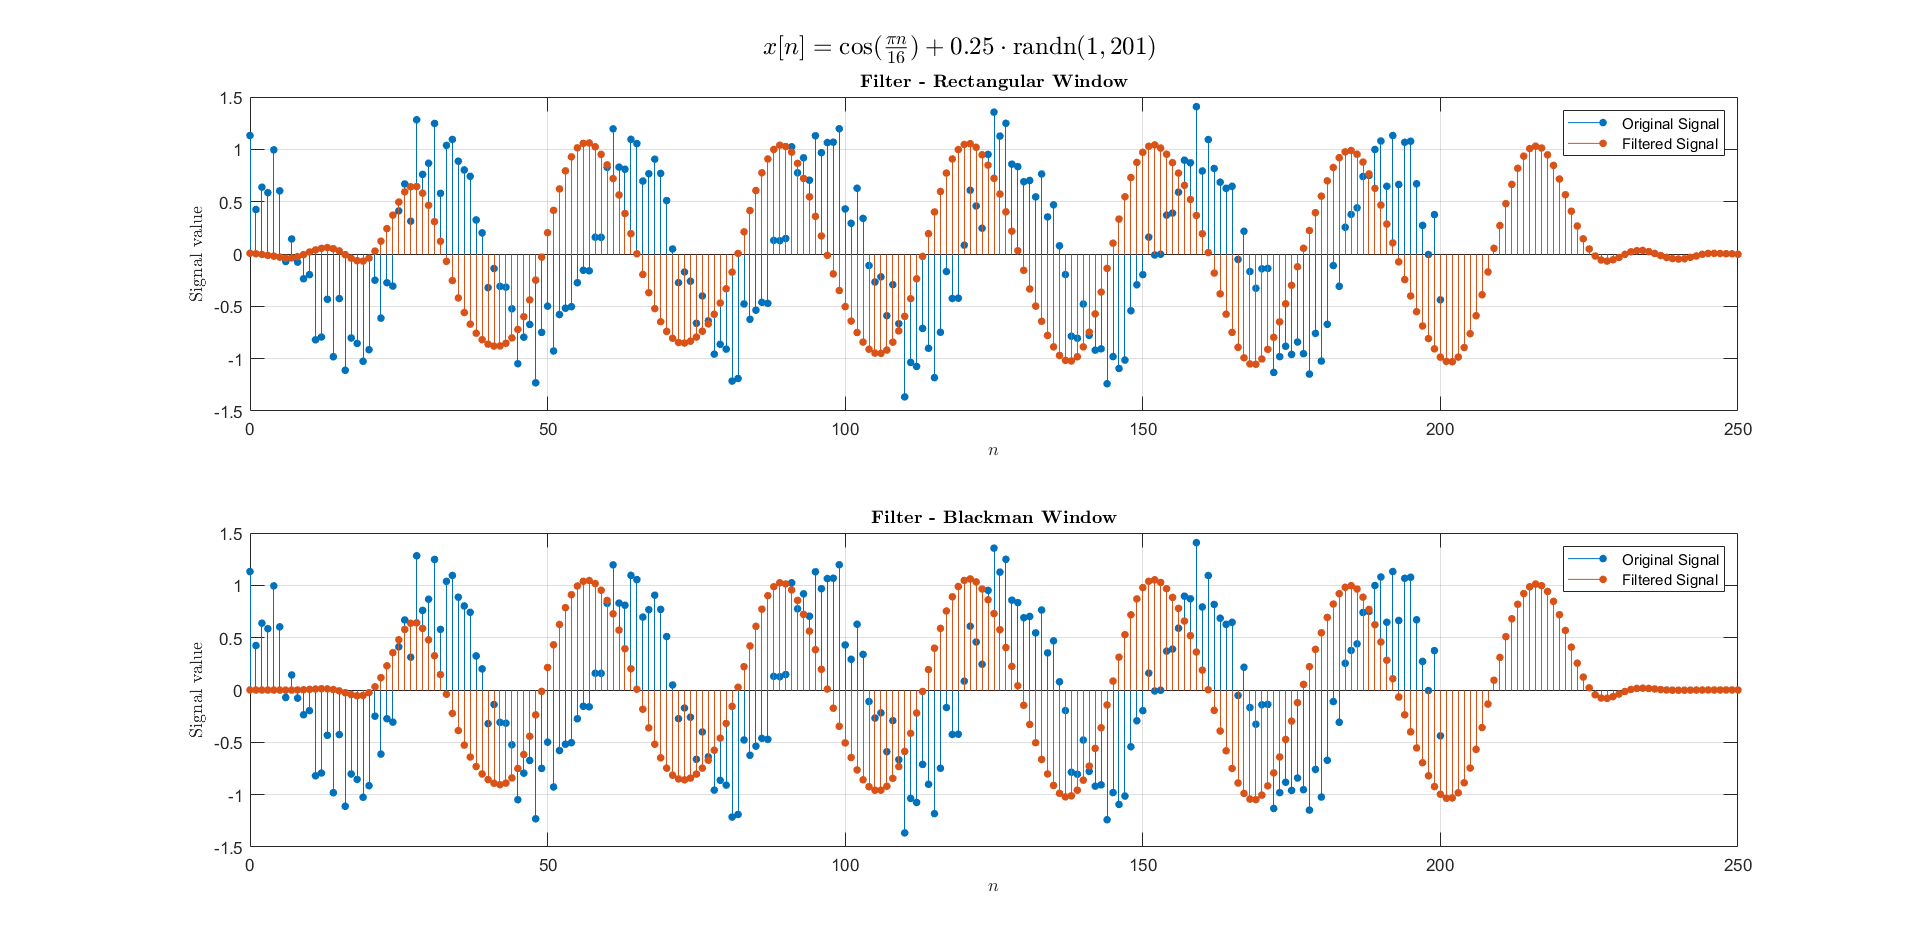 x[n] = cos(πn/16) + 0.25 · randn(1, 201)
Filter - Rectangular Window
1.5
1
0.5
0
-0.5
-1
-1.5
Signal value
Original Signal
Filtered Signal
0 50 100 150 200 250
n
Filter - Blackman Window
1.5
1
0.5
0
-0.5
-1
-1.5
Signal value
Original Signal
Filtered Signal
0 50 100 150 200 250
n